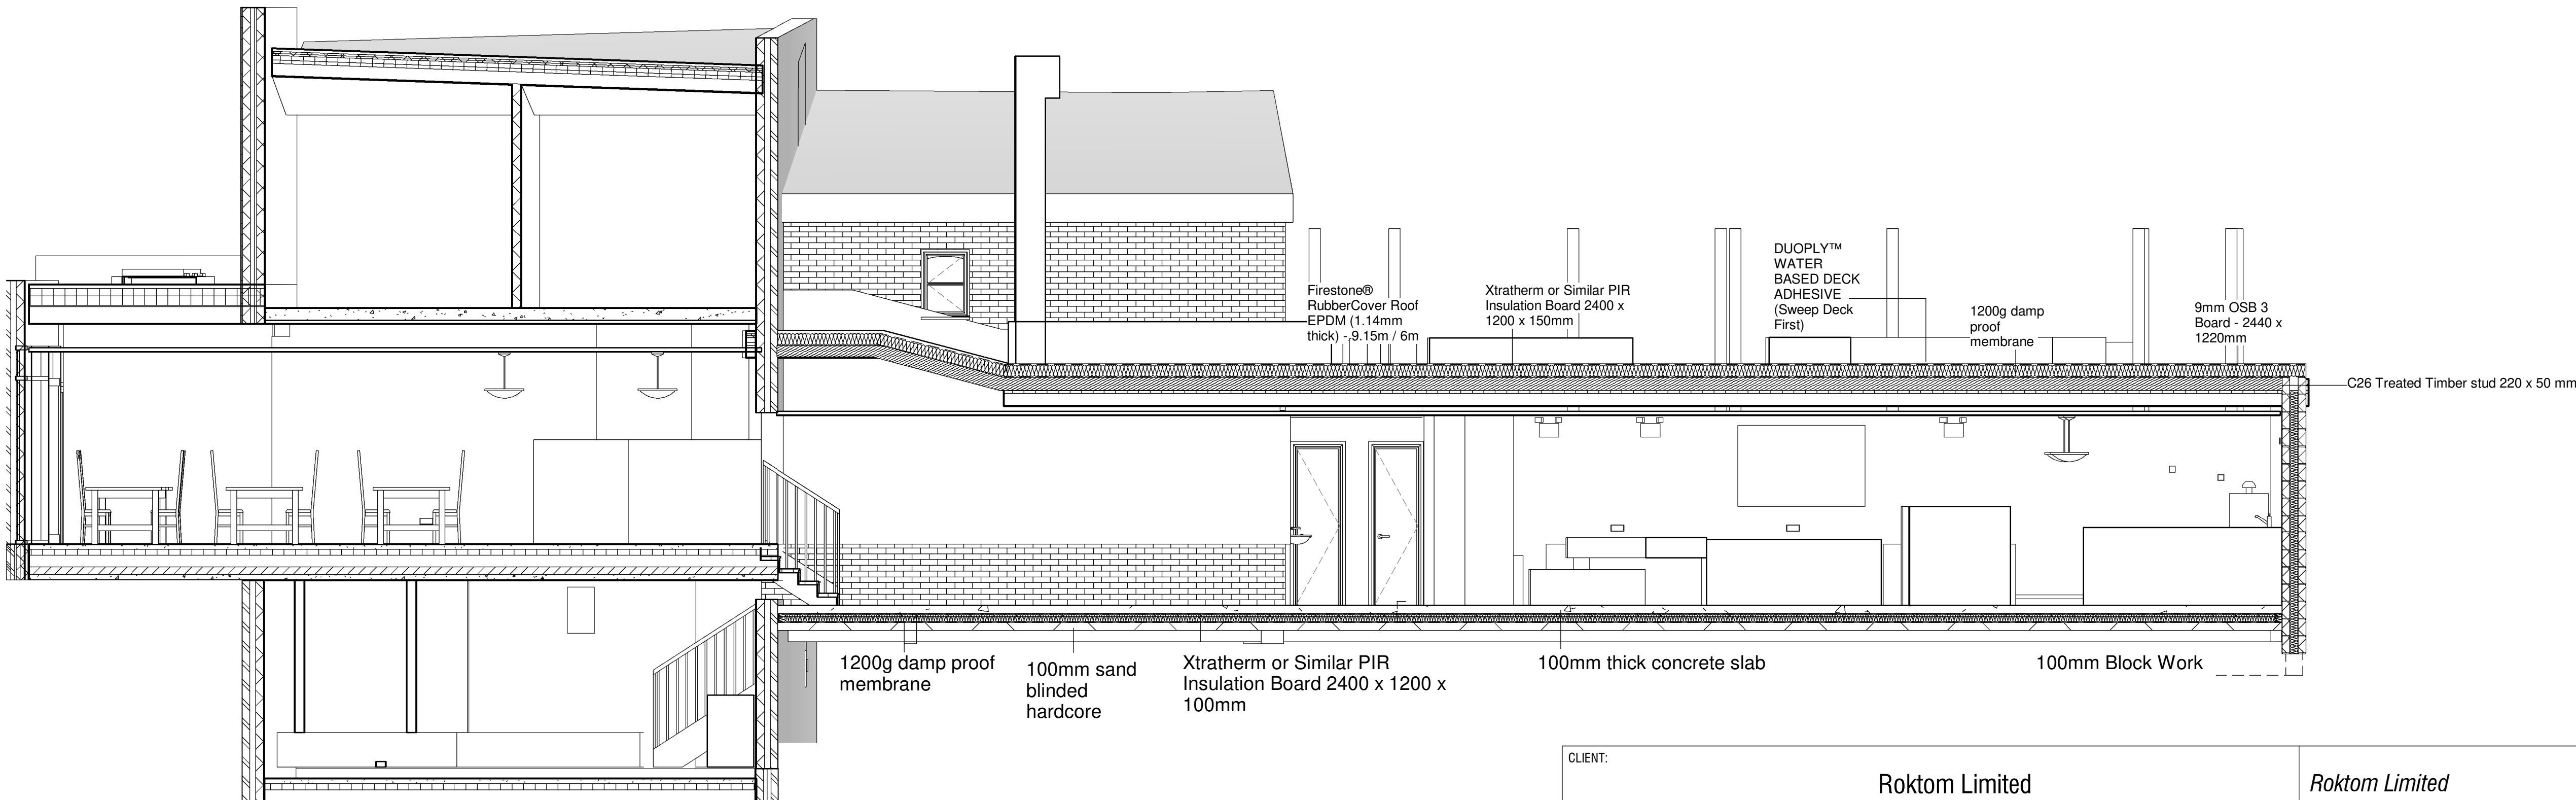 Firestone®
RubberCover Roof
EPDM (1.14mm
thick) - 9.15m / 6m
Xtratherm or Similar PIR
Insulation Board 2400 x
1200 x 150mm
DUOPLY™
WATER
BASED DECK
ADHESIVE
(Sweep Deck
First)
1200g damp
proof
membrane
9mm OSB 3
Board - 2440 x
1220mm
C26 Treated Timber stud 220 x 50 mm
1200g damp proof
membrane
100mm sand
blinded
hardcore
Xtratherm or Similar PIR
Insulation Board 2400 x 1200 x
100mm
100mm thick concrete slab
100mm Block Work
CLIENT:
Roktom Limited
Roktom Limited